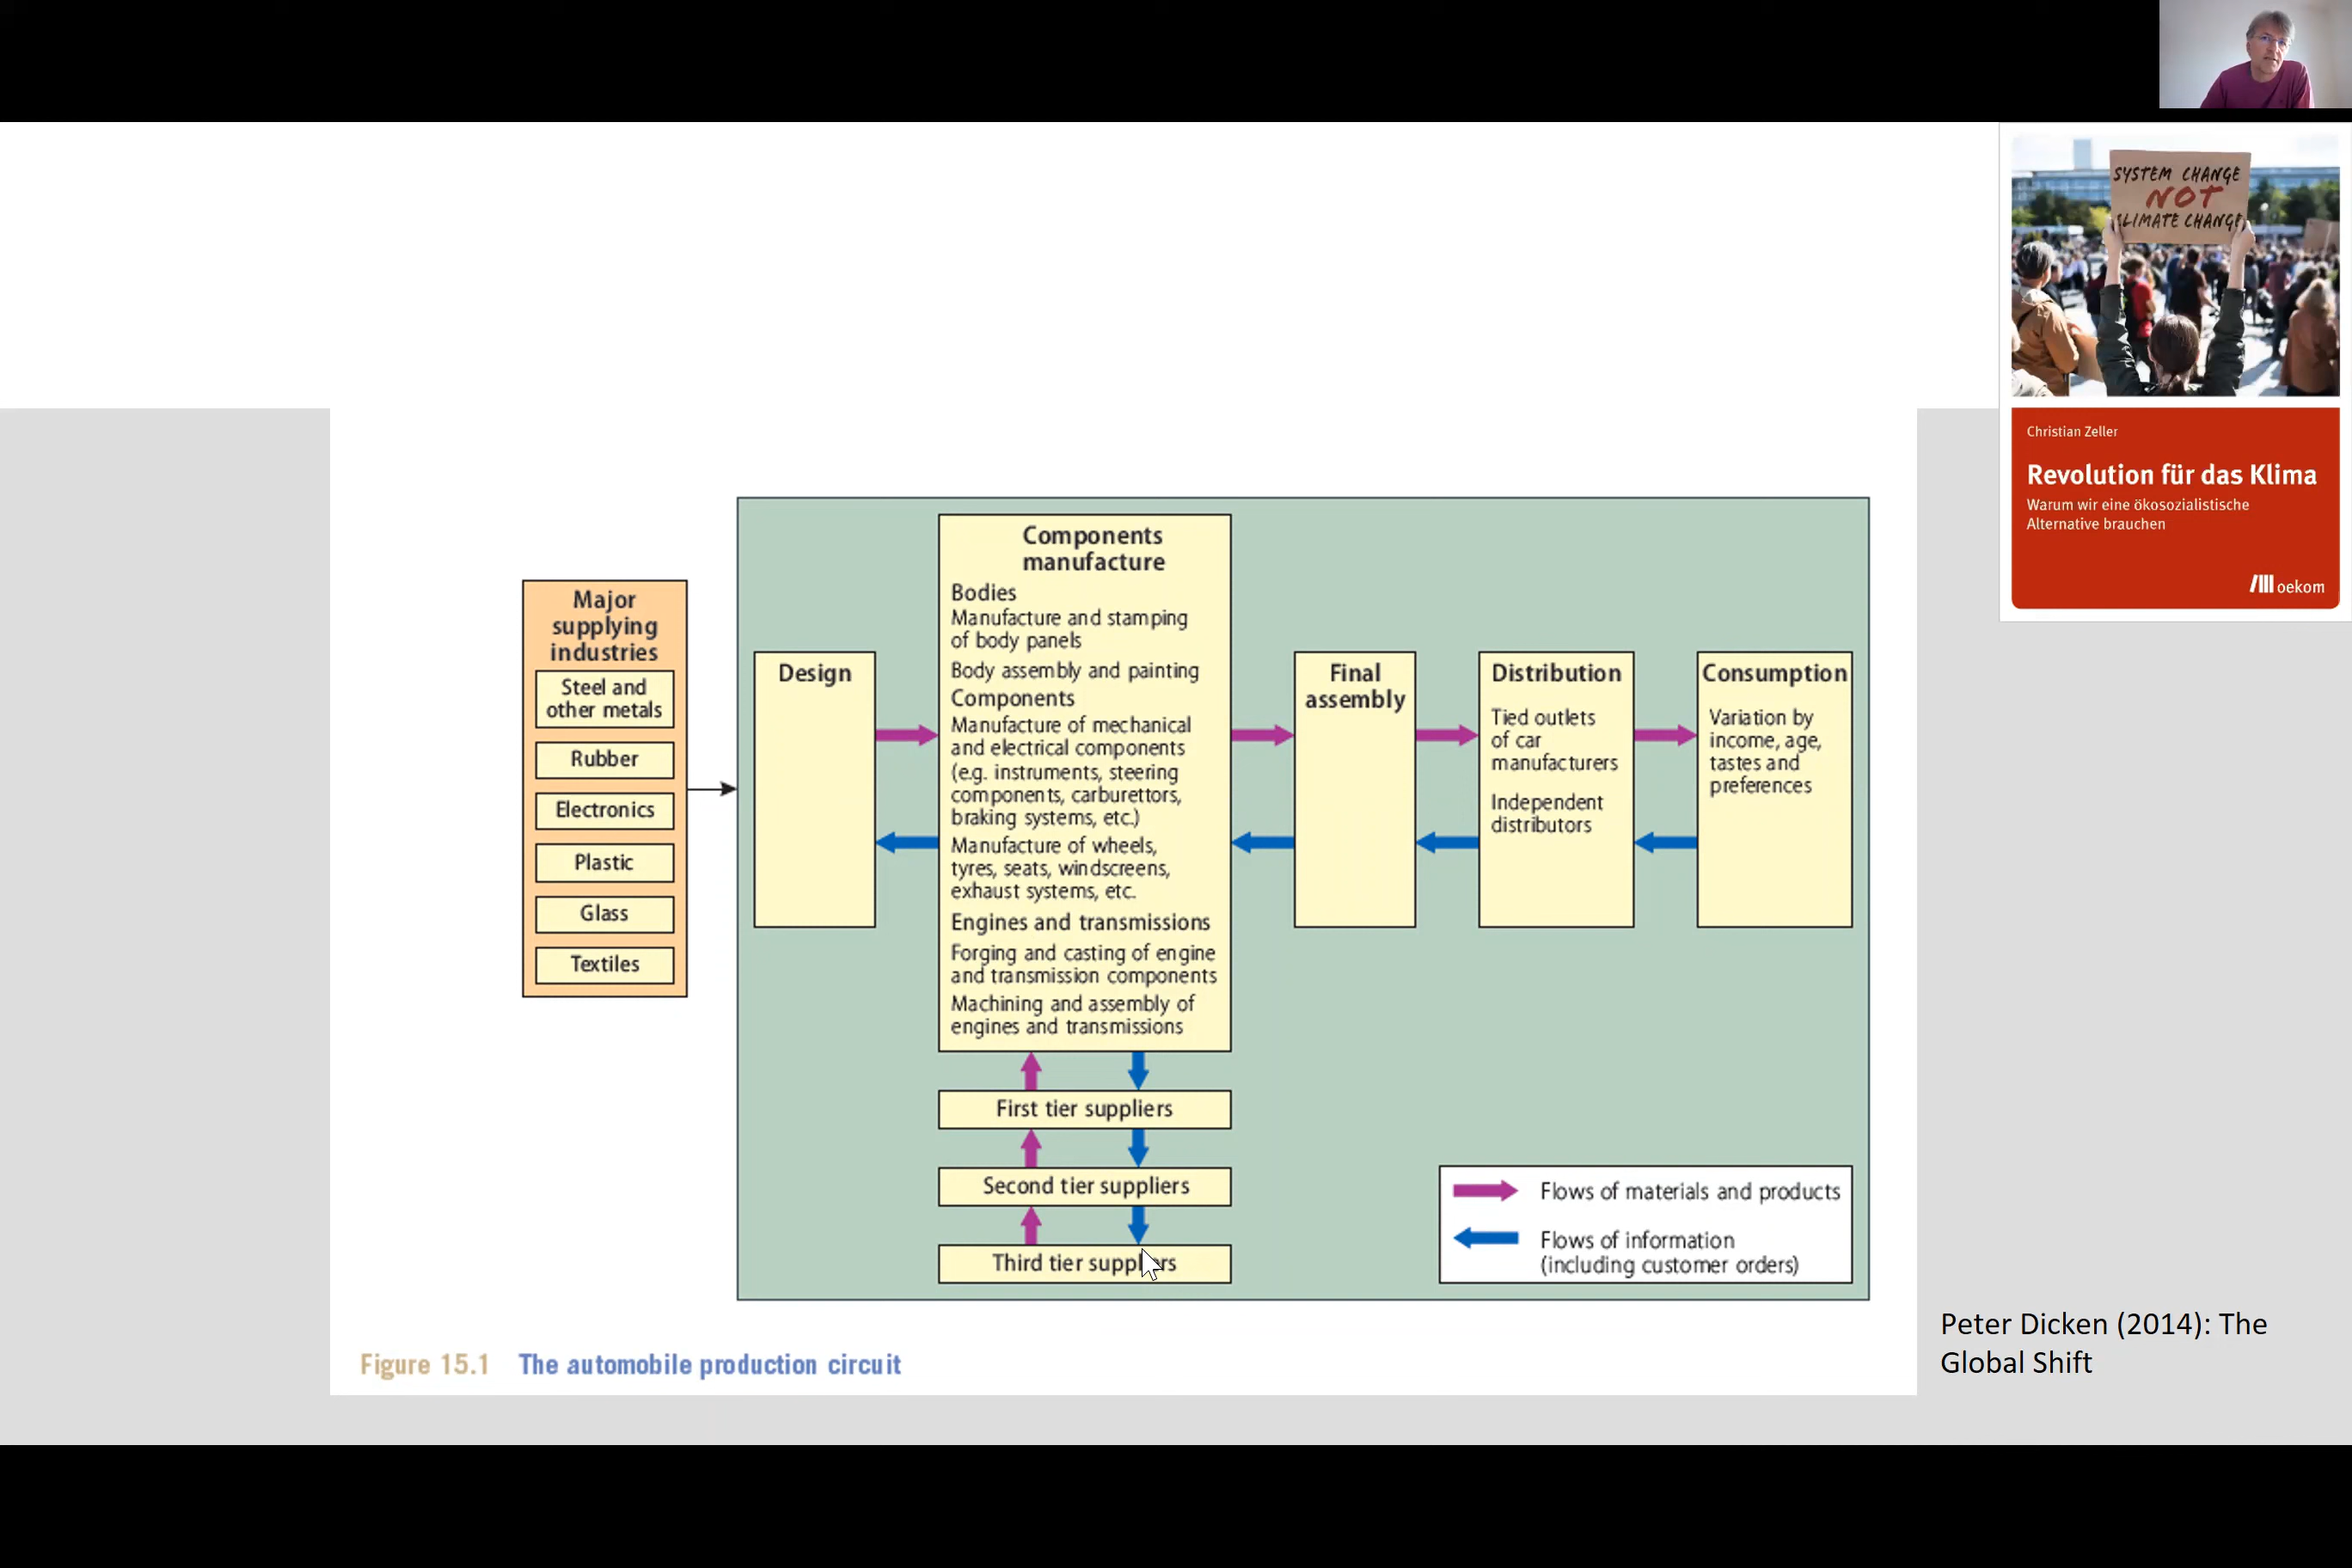 SYSTEM CHANGE
NOT
CLIMATE CHANGE
Christian Zeller
Revolution für das Klima
Warum wir eine ökosozialistische
Alternative brauchen
oekom
Major
supplying
industries
Steel and
other metals
Rubber
Electronics
Plastic
Glass
Textiles
Design
Components
manufacture
Bodies
Manufacture and stamping
of body panels
Body assembly and painting
Components
Manufacture of mechanical
and electrical components
(e.g. instruments, steering
components, carburettors,
braking systems, etc.)
Manufacture of wheels,
tyres, seats, windscreens,
exhaust systems, etc.
Engines and transmissions
Forging and casting of engine
and transmission components
Machining and assembly of
engines and transmissions
First tier suppliers
Second tier suppliers
Third tier suppliers
Final
assembly
Distribution
Tied outlets
of car
manufacturers
Independent
distributors
Consumption
Variation by
income, age,
tastes and
preferences
Flows of materials and products
Flows of information
(including customer orders)
Figure 15.1 The automobile production circuit
Peter Dicken (2014): The
Global Shift